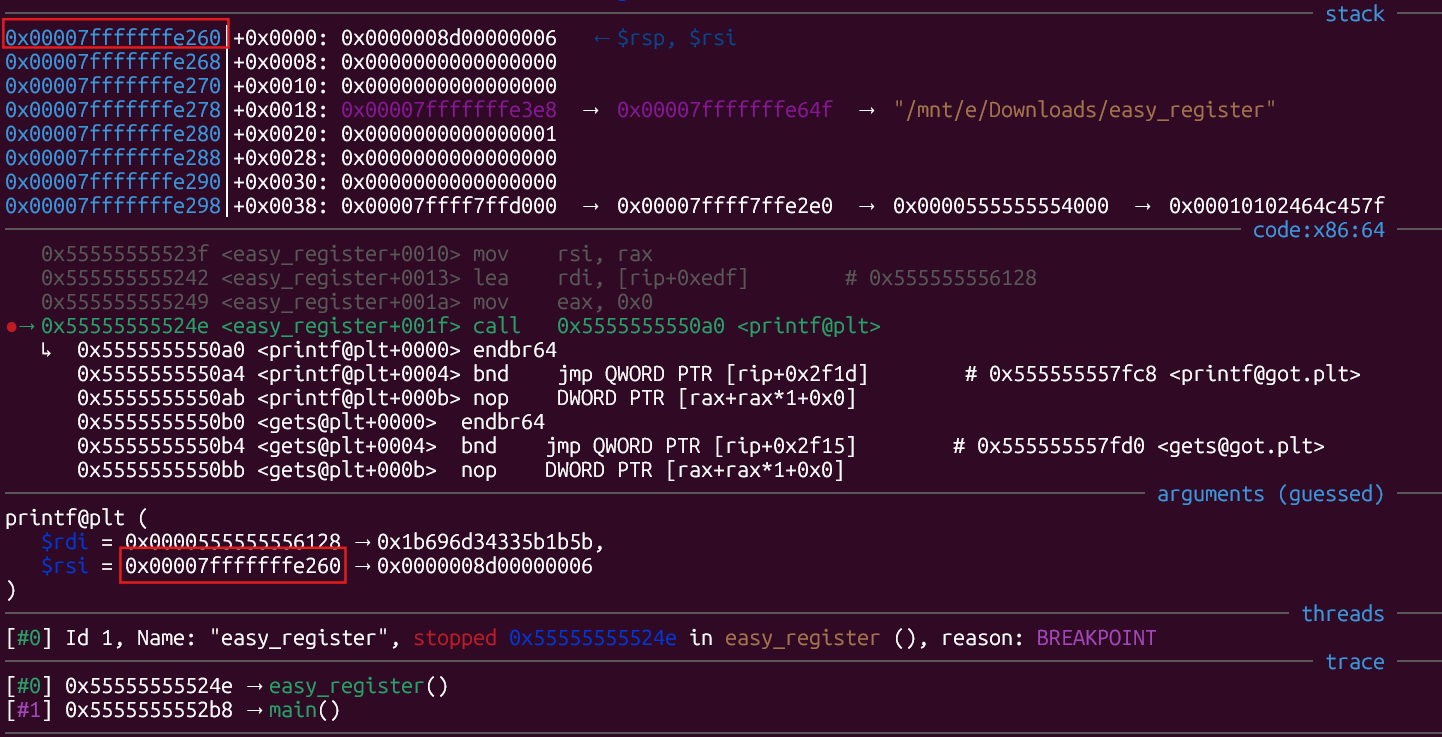 stack
0x00007fffffffe260│+0x0000: 0x0000008d00000006   ← $rsp, $rsi
0x00007fffffffe268│+0x0008: 0x0000000000000000
0x00007fffffffe270│+0x0010: 0x0000000000000000
0x00007fffffffe278│+0x0018: 0x00007fffffffe3e8  →  0x00007fffffffe64f  →  "/mnt/e/Downloads/easy_register"
0x00007fffffffe280│+0x0020: 0x0000000000000001
0x00007fffffffe288│+0x0028: 0x0000000000000000
0x00007fffffffe290│+0x0030: 0x0000000000000000
0x00007fffffffe298│+0x0038: 0x00007ffff7ffd000  →  0x00007ffff7ffe2e0  →  0x0000555555554000  →  0x00010102464c457f
code:x86:64
0x55555555523f <easy_register+0010> mov    rsi, rax
0x555555555242 <easy_register+0013> lea    rdi, [rip+0xedf]        # 0x555555556128
0x555555555249 <easy_register+001a> mov    eax, 0x0
●→ 0x55555555524e <easy_register+001f> call   0x5555555550a0 <printf@plt>
↳  0x5555555550a0 <printf@plt+0000> endbr64
0x5555555550a4 <printf@plt+0004> bnd    jmp QWORD PTR [rip+0x2f1d]        # 0x555555557fc8 <printf@got.plt>
0x5555555550ab <printf@plt+000b> nop    DWORD PTR [rax+rax*1+0x0]
0x5555555550b0 <gets@plt+0000>  endbr64
0x5555555550b4 <gets@plt+0004>  bnd    jmp QWORD PTR [rip+0x2f15]        # 0x555555557fd0 <gets@got.plt>
0x5555555550bb <gets@plt+000b>  nop    DWORD PTR [rax+rax*1+0x0]
arguments (guessed)
printf@plt (
$rdi = 0x0000555555556128 → 0x1b696d34335b1b5b,
$rsi = 0x00007fffffffe260 → 0x0000008d00000006
)
threads
[#0] Id 1, Name: "easy_register", stopped 0x55555555524e in easy_register (), reason: BREAKPOINT
trace
[#0] 0x55555555524e → easy_register()
[#1] 0x5555555552b8 → main()